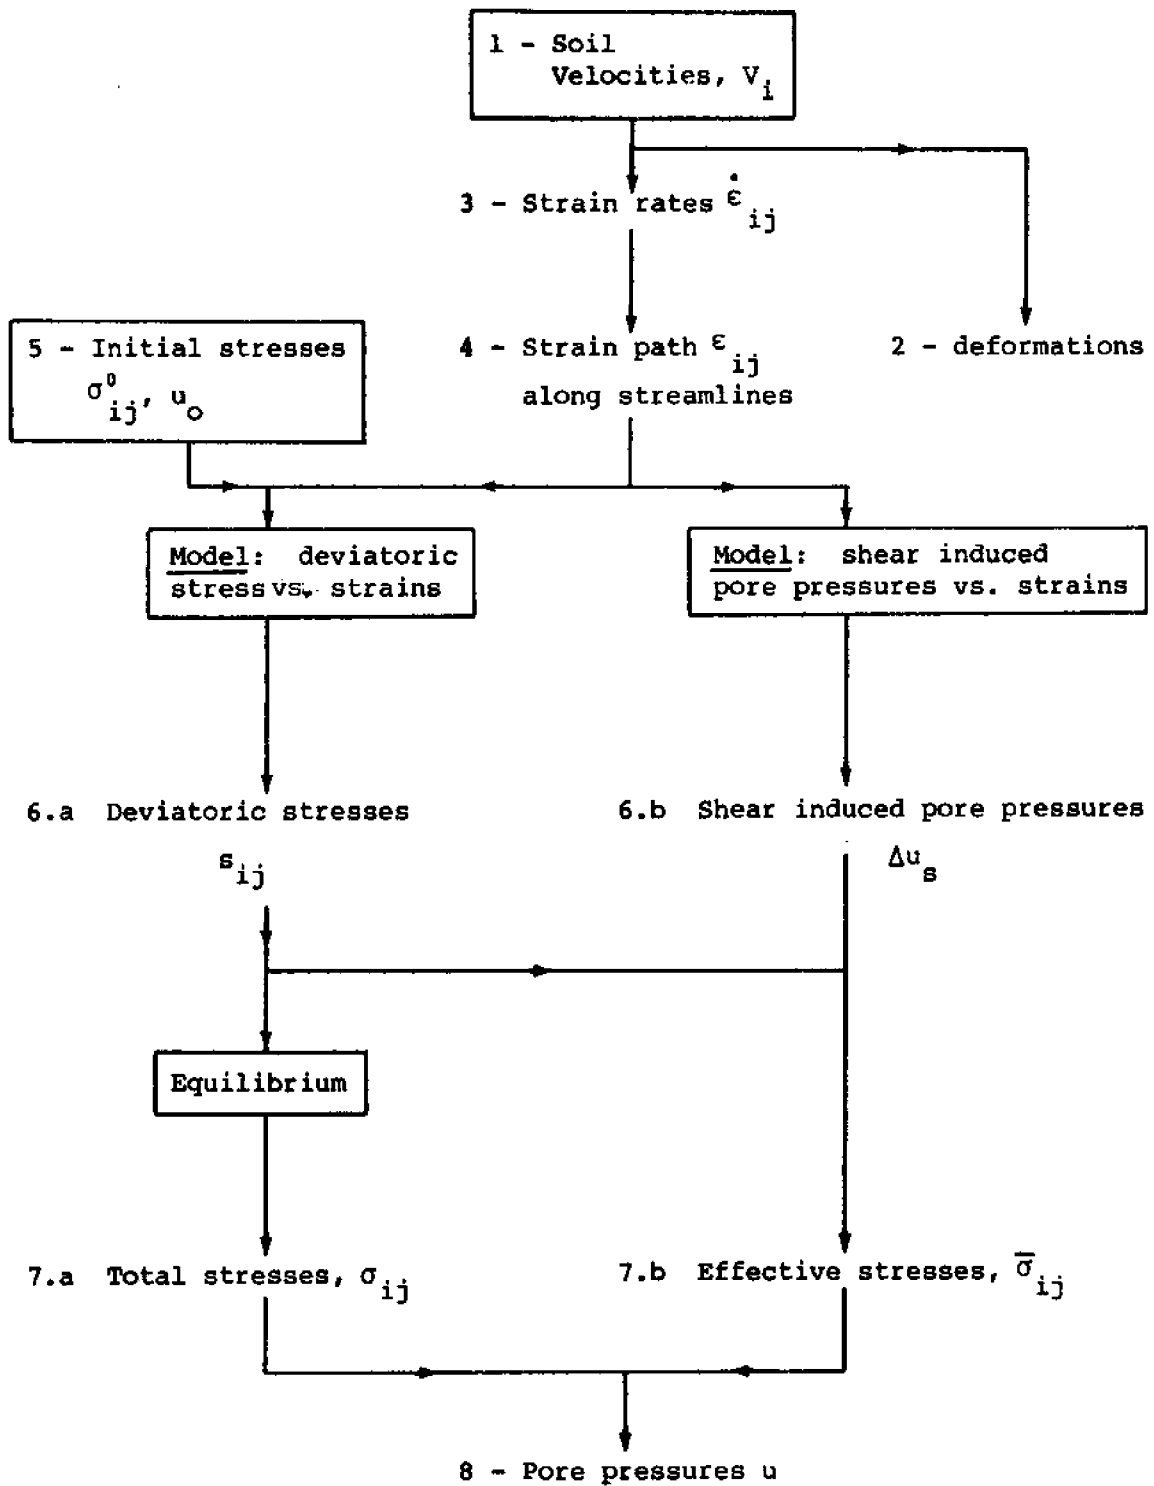 1 - Soil
Velocities, V_i
3 - Strain rates ε̇_ij
5 - Initial stresses
σ⁰_ij, u_o
4 - Strain path ε_ij
along streamlines
2 - deformations
Model: deviatoric
stress vs. strains
Model: shear induced
pore pressures vs. strains
6.a Deviatoric stresses
s_ij
6.b Shear induced pore pressures
Δu_s
Equilibrium
7.a Total stresses, σ_ij
7.b Effective stresses, σ̅_ij
8 - Pore pressures u